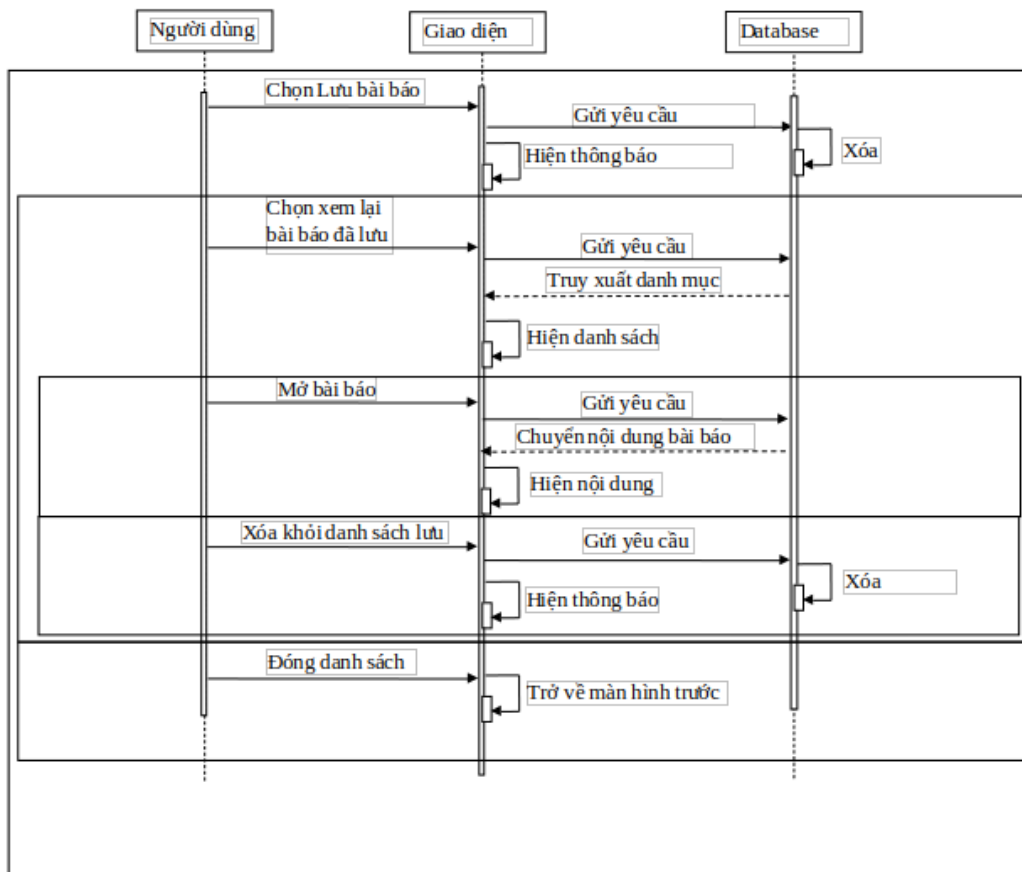 Người dùng
Giao diện
Database
Chọn Lưu bài báo
Gửi yêu cầu
Hiện thông báo
Xóa
Chọn xem lại
bài báo đã lưu
Gửi yêu cầu
Truy xuất danh mục
Hiện danh sách
Mở bài báo
Gửi yêu cầu
Chuyển nội dung bài báo
Hiện nội dung
Xóa khỏi danh sách lưu
Gửi yêu cầu
Xóa
Hiện thông báo
Đóng danh sách
Trở về màn hình trước